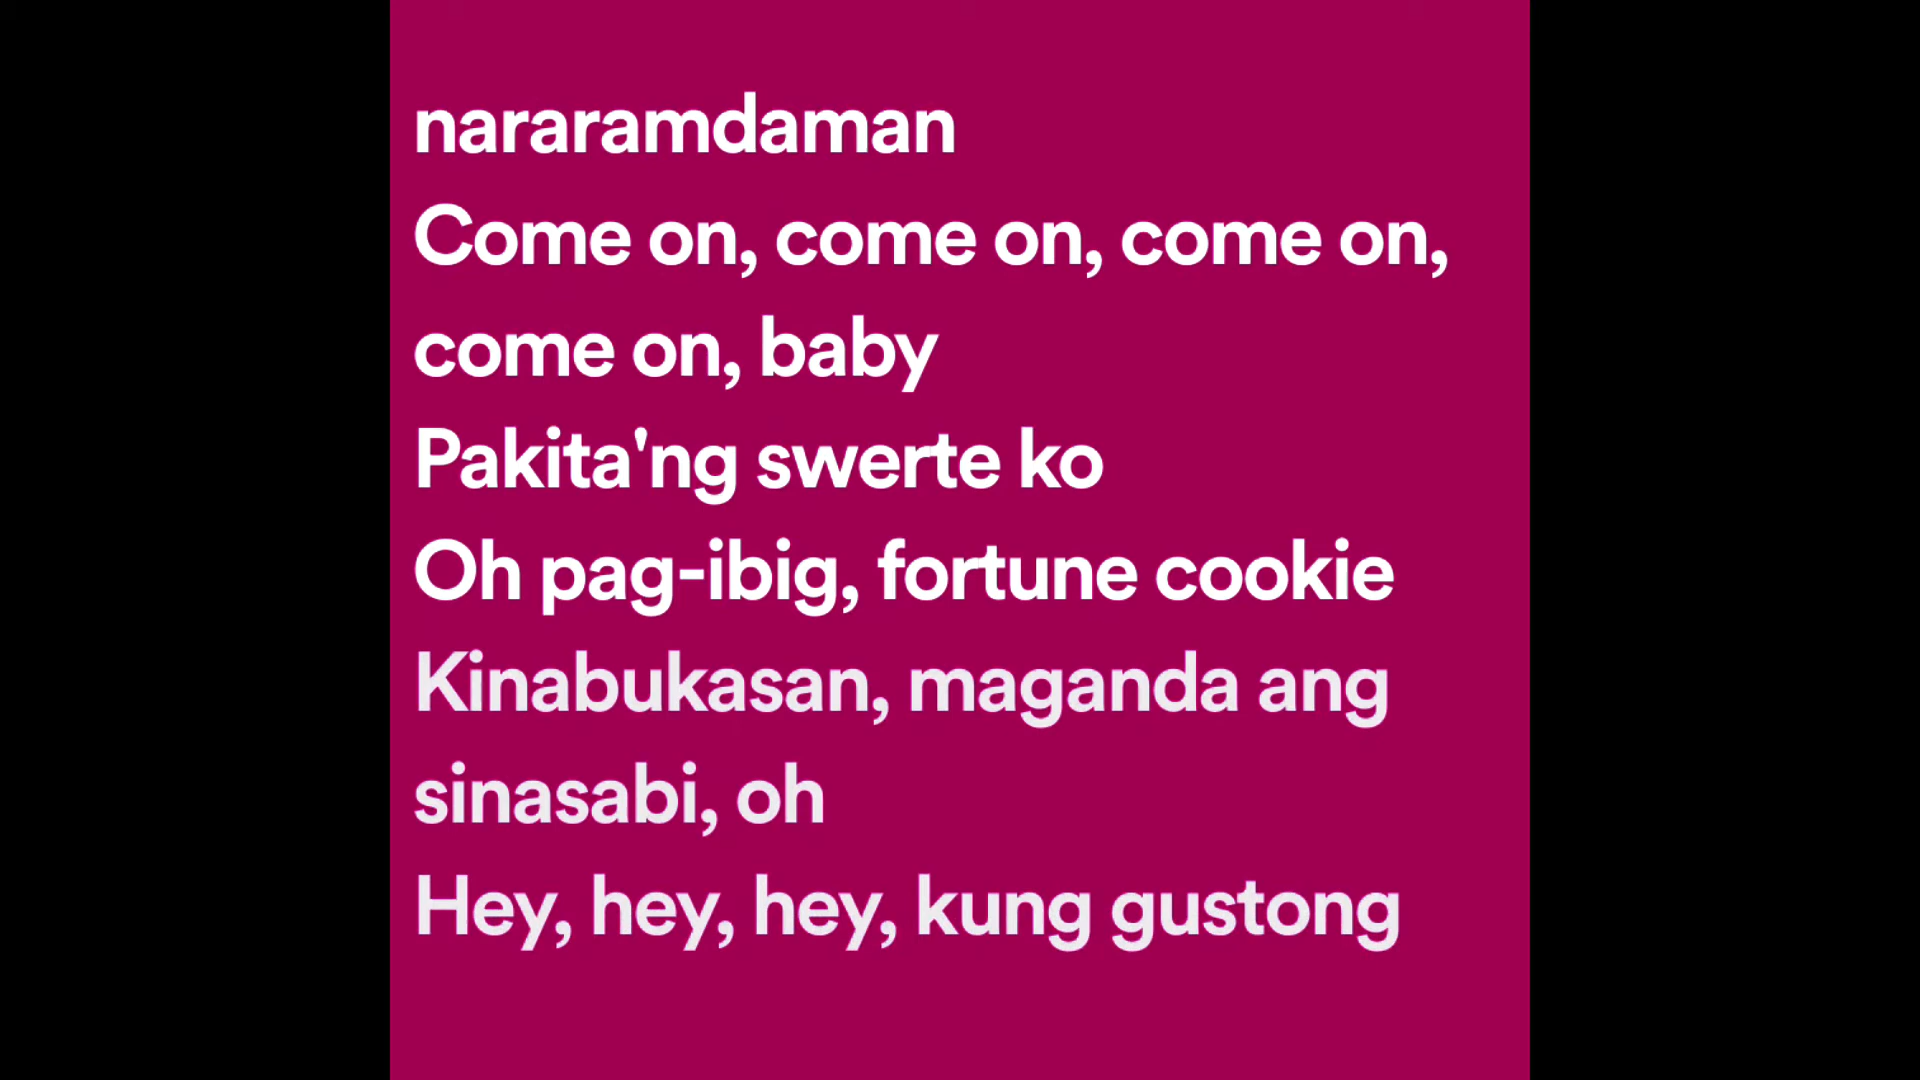 nararamdaman
Come on, come on, come on,
come on, baby
Pakita'ng swerte ko
Oh pag-ibig, fortune cookie
Kinabukasan, maganda ang
sinasabi, oh
Hey, hey, hey, kung gustong